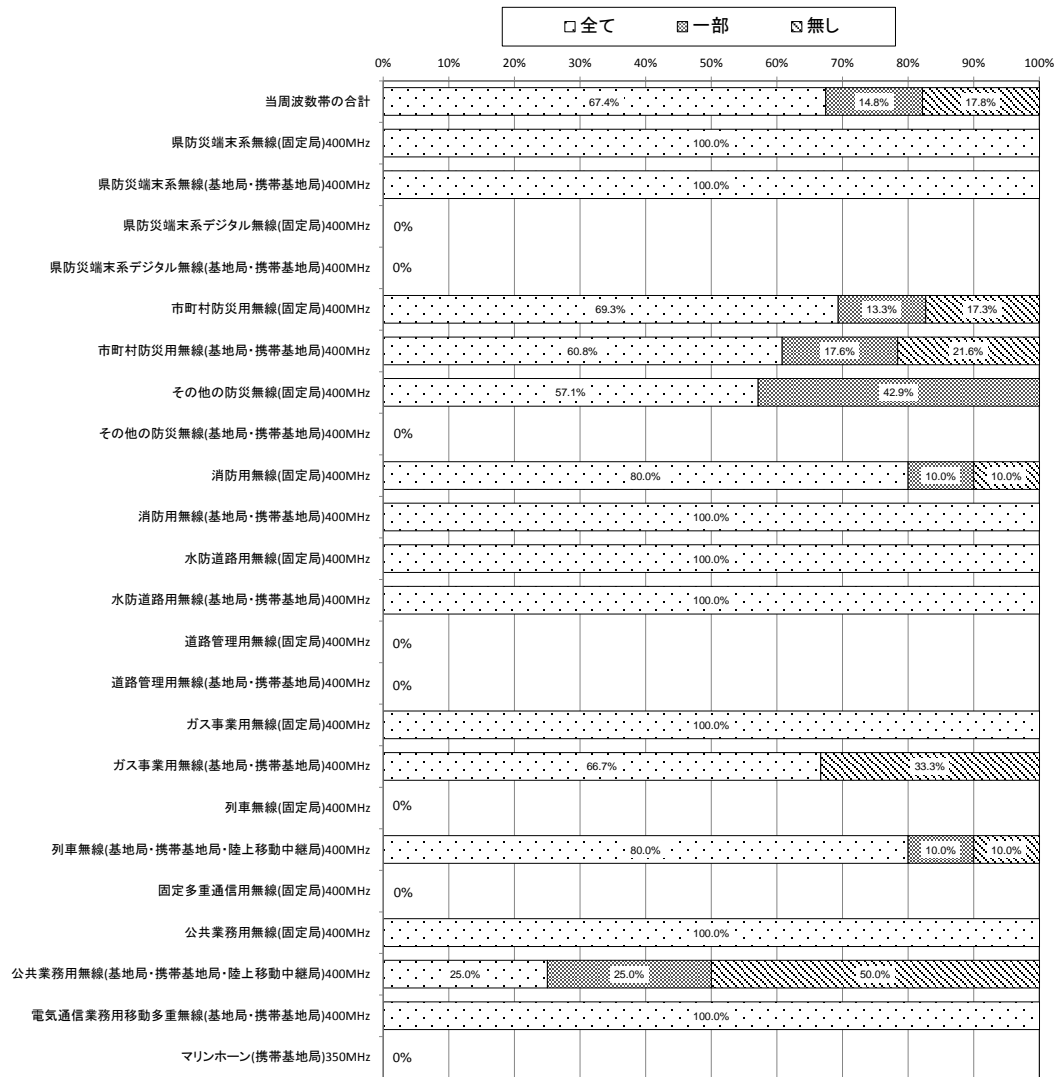 全て 一部 無し
0% 10% 20% 30% 40% 50% 60% 70% 80% 90% 100%
当周波数帯の合計 67.4% 14.8% 17.8%
県防災端末系無線(固定局)400MHz 100.0%
県防災端末系無線(基地局・携帯基地局)400MHz 100.0%
県防災端末系デジタル無線(固定局)400MHz 0%
県防災端末系デジタル無線(基地局・携帯基地局)400MHz 0%
市町村防災用無線(固定局)400MHz 69.3% 13.3% 17.3%
市町村防災用無線(基地局・携帯基地局)400MHz 60.8% 17.6% 21.6%
その他の防災無線(固定局)400MHz 57.1% 42.9%
その他の防災無線(基地局・携帯基地局)400MHz 0%
消防用無線(固定局)400MHz 80.0% 10.0% 10.0%
消防用無線(基地局・携帯基地局)400MHz 100.0%
水防道路用無線(固定局)400MHz 100.0%
水防道路用無線(基地局・携帯基地局)400MHz 100.0%
道路管理用無線(固定局)400MHz 0%
道路管理用無線(基地局・携帯基地局)400MHz 0%
ガス事業用無線(固定局)400MHz 100.0%
ガス事業用無線(基地局・携帯基地局)400MHz 66.7% 33.3%
列車無線(固定局)400MHz 0%
列車無線(基地局・携帯基地局・陸上移動中継局)400MHz 80.0% 10.0% 10.0%
固定多重通信用無線(固定局)400MHz 0%
公共業務用無線(固定局)400MHz 100.0%
公共業務用無線(基地局・携帯基地局・陸上移動中継局)400MHz 25.0% 25.0% 50.0%
電気通信業務用移動多重無線(基地局・携帯基地局)400MHz 100.0%
マリンホーン(携帯基地局)350MHz 0%